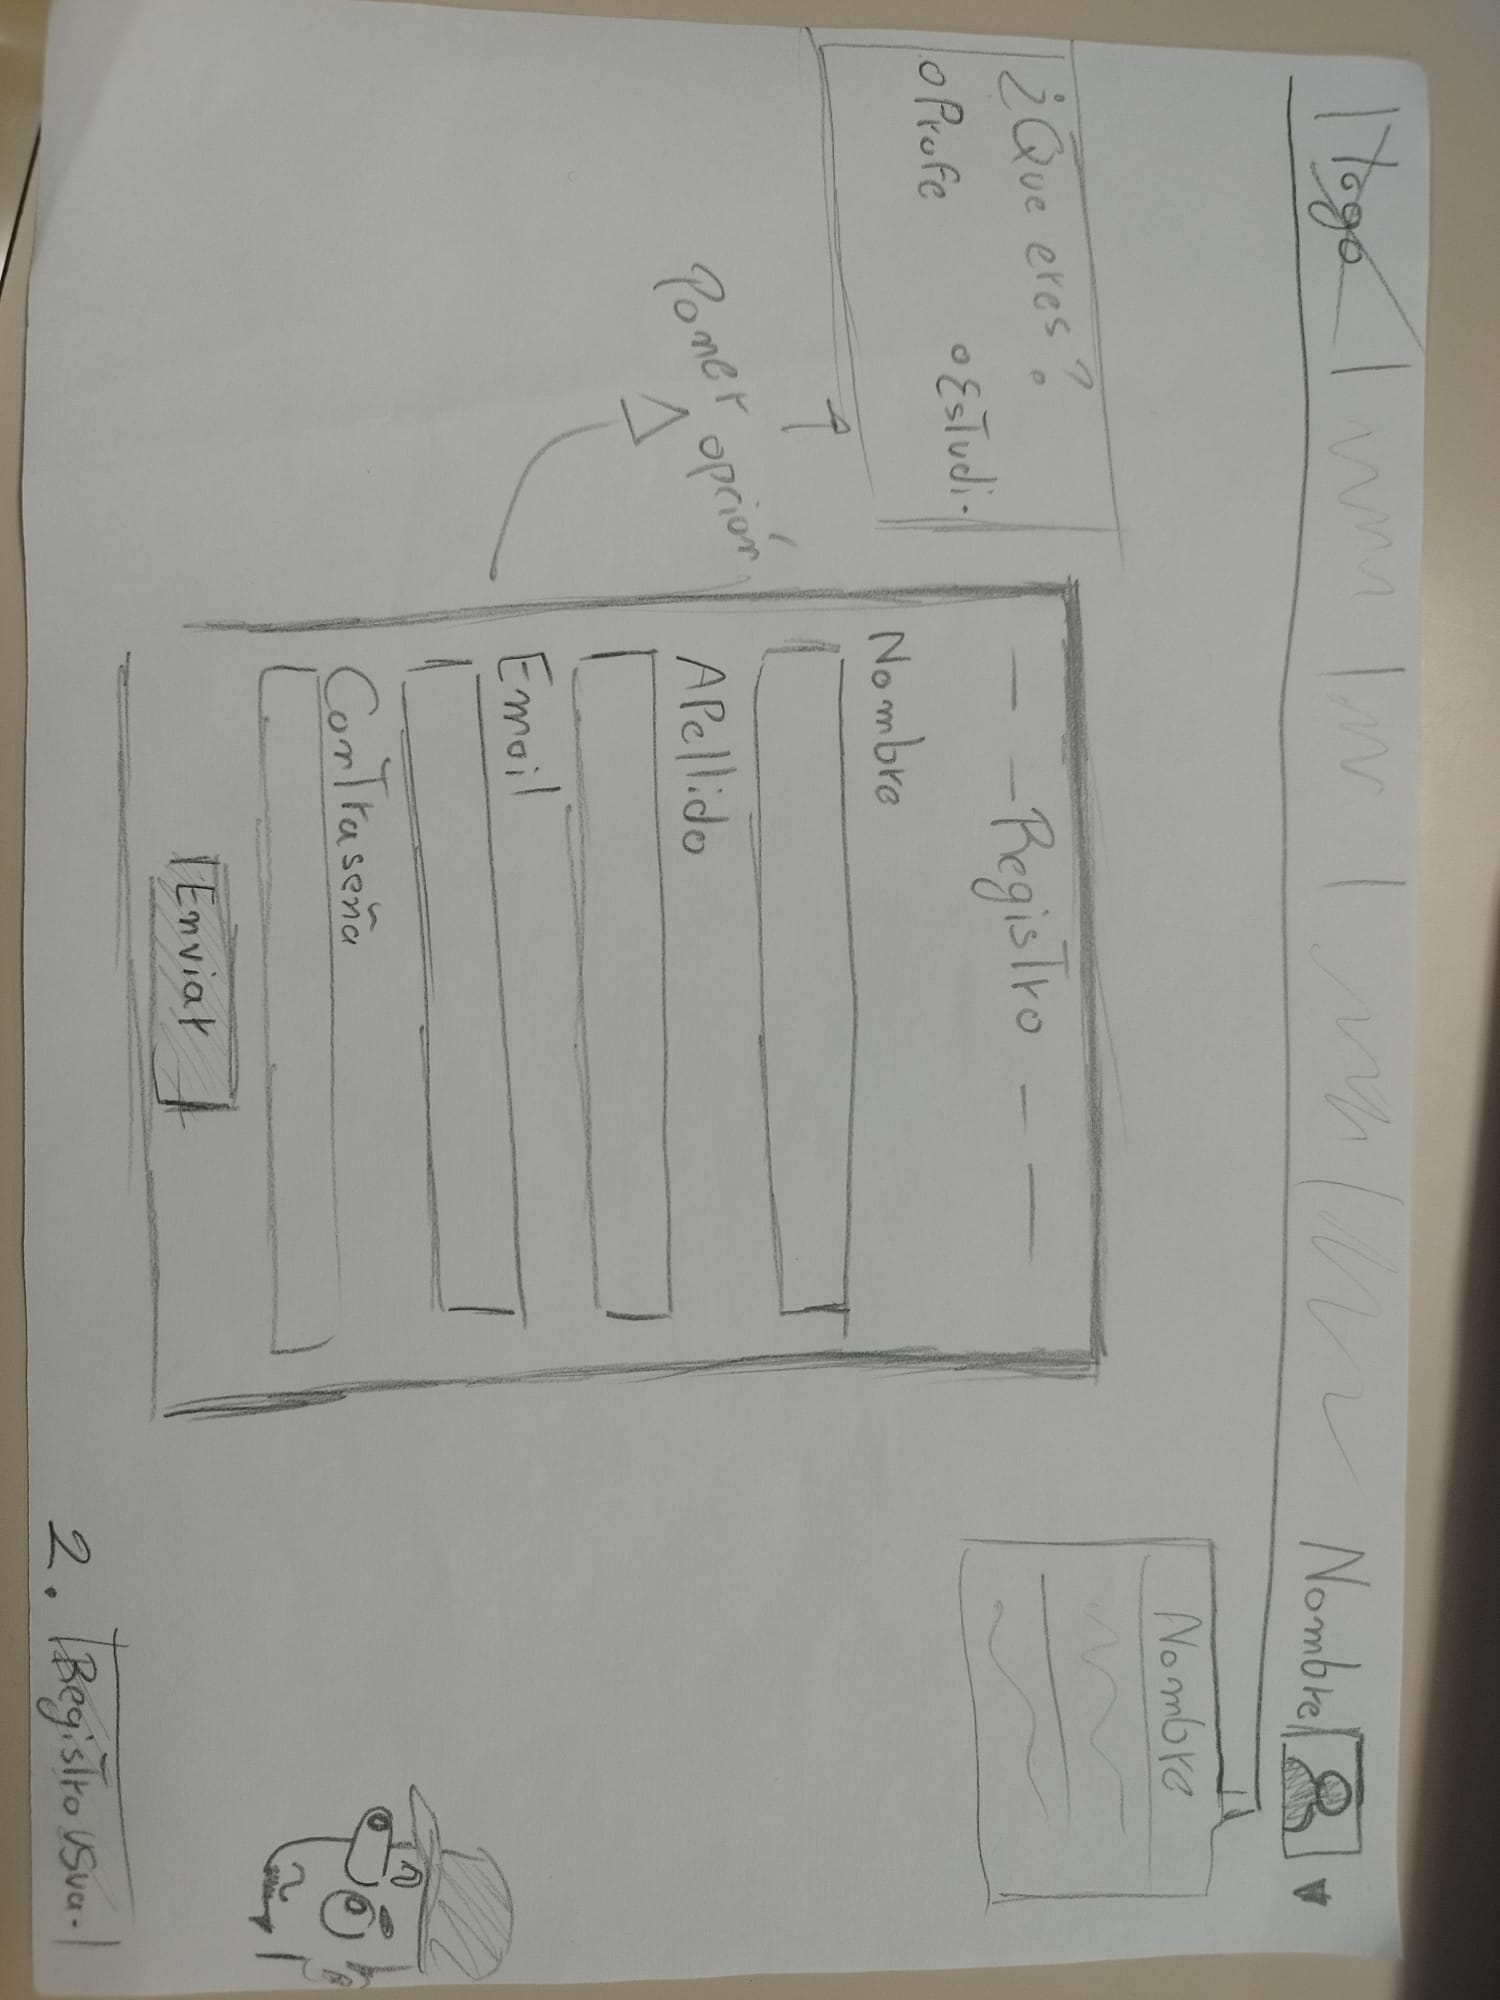 logo
Nombre
Nombre
¿Que eres?
Profe
Estudi.
Poner opción
Registro
Nombre
Apellido
Email
Contraseña
Enviar
2. Registro Usua.